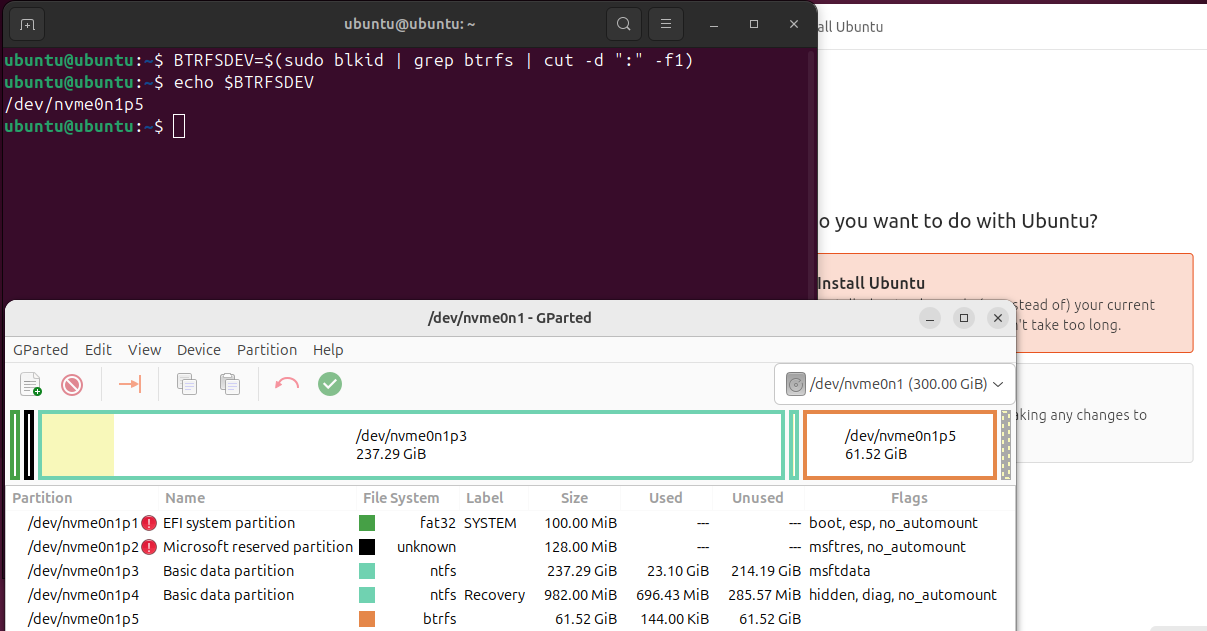 ubuntu@ubuntu: ~
ubuntu@ubuntu:~$ BTRFSDEV=$(sudo blkid | grep btrfs | cut -d ":" -f1)
ubuntu@ubuntu:~$ echo $BTRFSDEV
/dev/nvme0n1p5
ubuntu@ubuntu:~$
all Ubuntu
o you want to do with Ubuntu?
Install Ubuntu
stead of) your current
't take too long.
aking any changes to
/dev/nvme0n1 - GParted
GParted Edit View Device Partition Help
/dev/nvme0n1 (300.00 GiB)
/dev/nvme0n1p3
237.29 GiB
/dev/nvme0n1p5
61.52 GiB
Partition Name File System Label Size Used Unused Flags
/dev/nvme0n1p1 EFI system partition fat32 SYSTEM 100.00 MiB --- --- boot, esp, no_automount
/dev/nvme0n1p2 Microsoft reserved partition unknown 128.00 MiB --- --- msftres, no_automount
/dev/nvme0n1p3 Basic data partition ntfs 237.29 GiB 23.10 GiB 214.19 GiB msftdata
/dev/nvme0n1p4 Basic data partition ntfs Recovery 982.00 MiB 696.43 MiB 285.57 MiB hidden, diag, no_automount
/dev/nvme0n1p5 btrfs 61.52 GiB 144.00 KiB 61.52 GiB